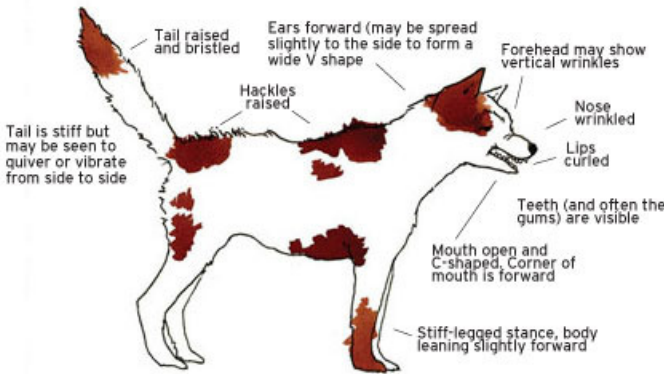 Tail raised
and bristled
Ears forward (may be spread
slightly to the side to form a
wide V shape
Forehead may show
vertical wrinkles
Hackles
raised
Nose
wrinkled
Tail is stiff but
may be seen to
quiver or vibrate
from side to side
Lips
curled
Teeth (and often the
gums) are visible
Mouth open and
C-shaped, Corner of
mouth is forward
Stiff-legged stance, body
leaning slightly forward